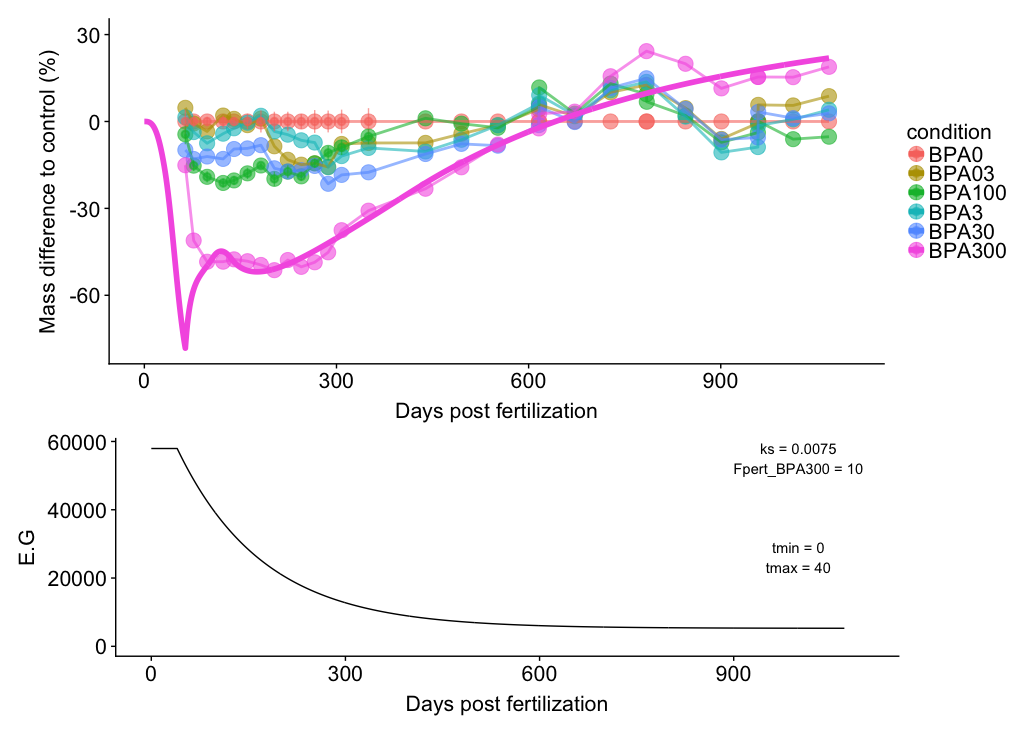 Mass difference to control (%)
30
0
-30
-60
0 300 600 900
Days post fertilization
condition
BPA0
BPA03
BPA100
BPA3
BPA30
BPA300
E.G
60000
40000
20000
0
ks = 0.0075
Fpert_BPA300 = 10
tmin = 0
tmax = 40
0 300 600 900
Days post fertilization